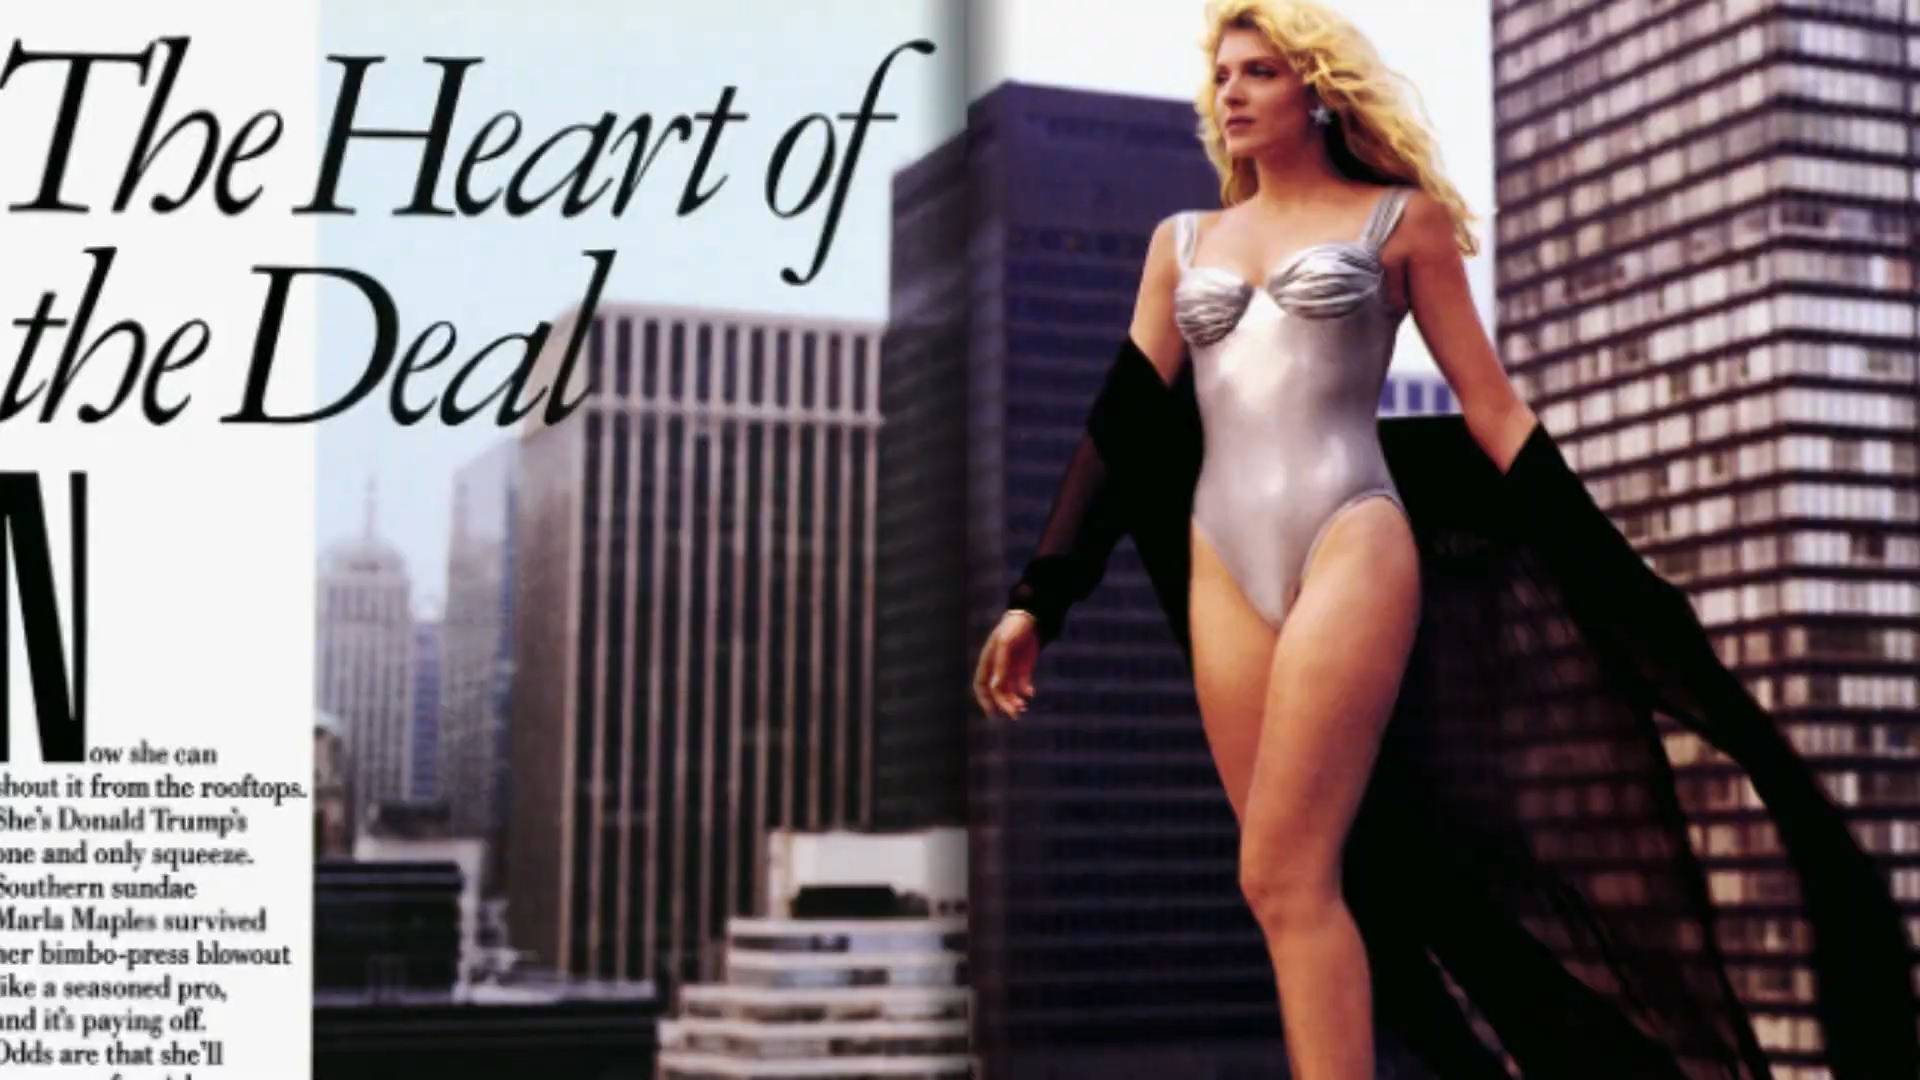 The Heart of
the Deal
Now she can
shout it from the rooftops.
She's Donald Trump's
one and only squeeze.
Southern sundae
Marla Maples survived
her bimbo-press blowout
like a seasoned pro,
and it's paying off.
Odds are that she'll